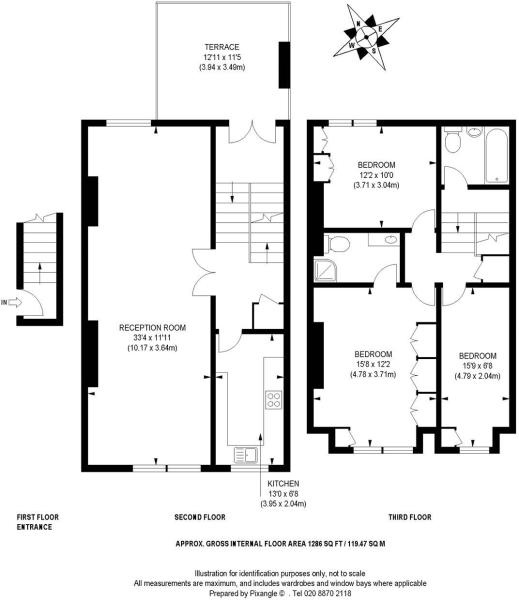 TERRACE
12'11 x 11'5
(3.94 x 3.49m)
N
E
S
W
BEDROOM
12'2 x 10'0
(3.71 x 3.04m)
IN
RECEPTION ROOM
33'4 x 11'11
(10.17 x 3.64m)
BEDROOM
15'8 x 12'2
(4.78 x 3.71m)
BEDROOM
15'9 x 6'8
(4.79 x 2.04m)
KITCHEN
13'0 x 6'8
(3.95 x 2.04m)
FIRST FLOOR
ENTRANCE
SECOND FLOOR
THIRD FLOOR
APPROX. GROSS INTERNAL FLOOR AREA 1286 SQ FT / 119.47 SQ M
Illustration for identification purposes only, not to scale
All measurements are maximum, and includes wardrobes and window bays where applicable
Prepared by Pixangle © . Tel 020 8870 2118